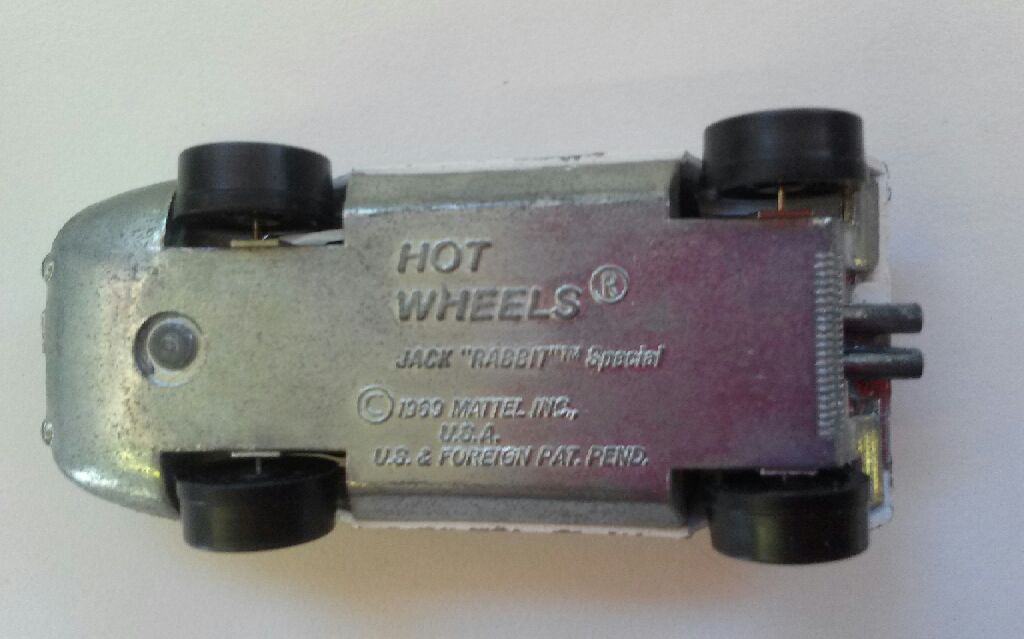 HOT
WHEELS®
JACK "RABBIT"™ Special
© 1969 MATTEL INC.,
U.S.A.
U.S. & FOREIGN PAT. PEND.